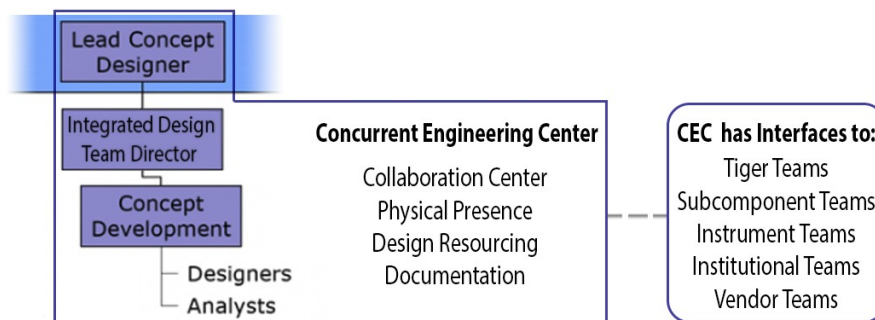 Lead Concept
Designer
Integrated Design
Team Director
Concept
Development
Designers
Analysts
Concurrent Engineering Center
Collaboration Center
Physical Presence
Design Resourcing
Documentation
CEC has Interfaces to:
Tiger Teams
Subcomponent Teams
Instrument Teams
Institutional Teams
Vendor Teams